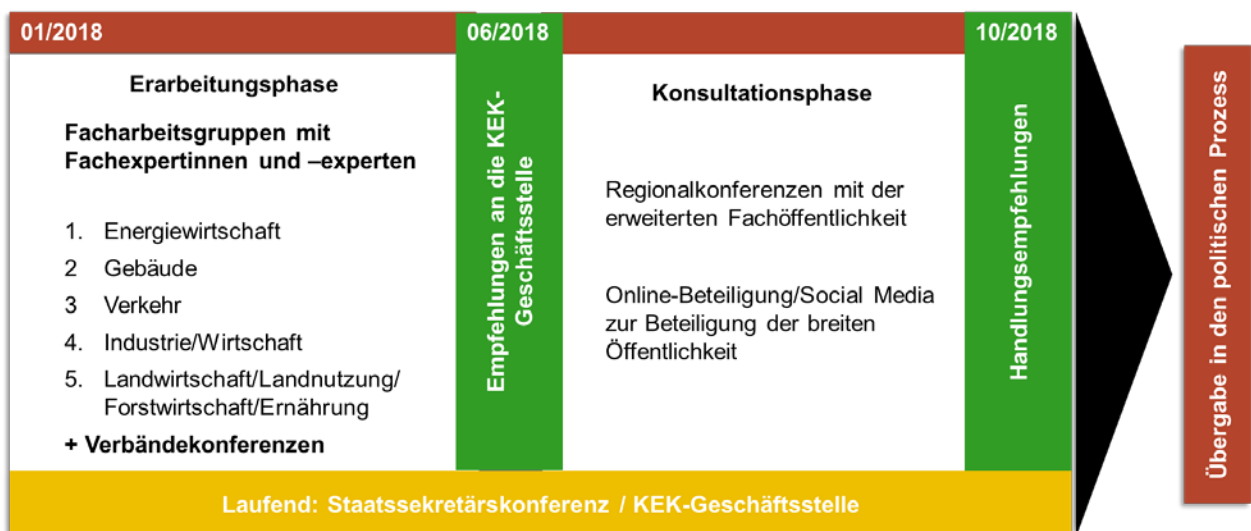 01/2018
06/2018
10/2018
Erarbeitungsphase
Facharbeitsgruppen mit
Fachexpertinnen und –experten
1. Energiewirtschaft
2 Gebäude
3 Verkehr
4. Industrie/Wirtschaft
5. Landwirtschaft/Landnutzung/
Forstwirtschaft/Ernährung
+ Verbändekonferenzen
Empfehlungen an die KEK-
Geschäftsstelle
Konsultationsphase
Regionalkonferenzen mit der
erweiterten Fachöffentlichkeit
Online-Beteiligung/Social Media
zur Beteiligung der breiten
Öffentlichkeit
Handlungsempfehlungen
Übergabe in den politischen Prozess
Laufend: Staatssekretärskonferenz / KEK-Geschäftsstelle